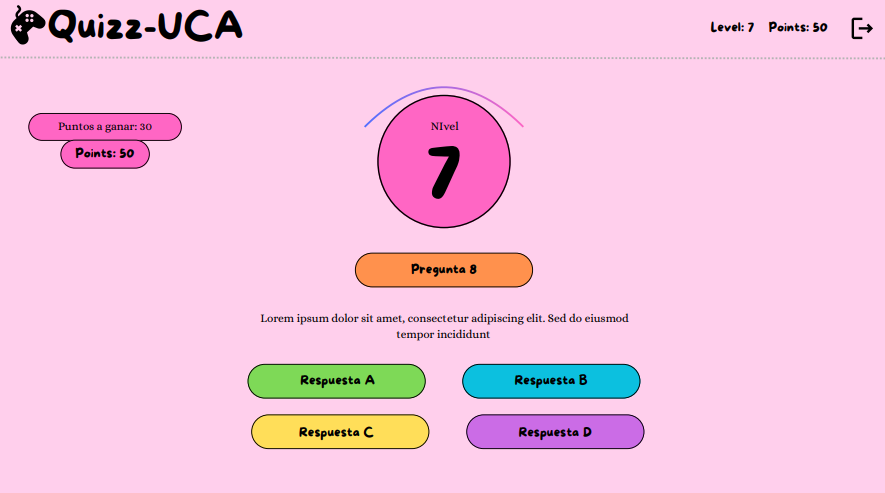 Quizz-UCA
Level: 7 Points: 50
Puntos a ganar: 30
Points: 50
NIvel
7
Pregunta 8
Lorem ipsum dolor sit amet, consectetur adipiscing elit. Sed do eiusmod
tempor incididunt
Respuesta A
Respuesta B
Respuesta C
Respuesta D